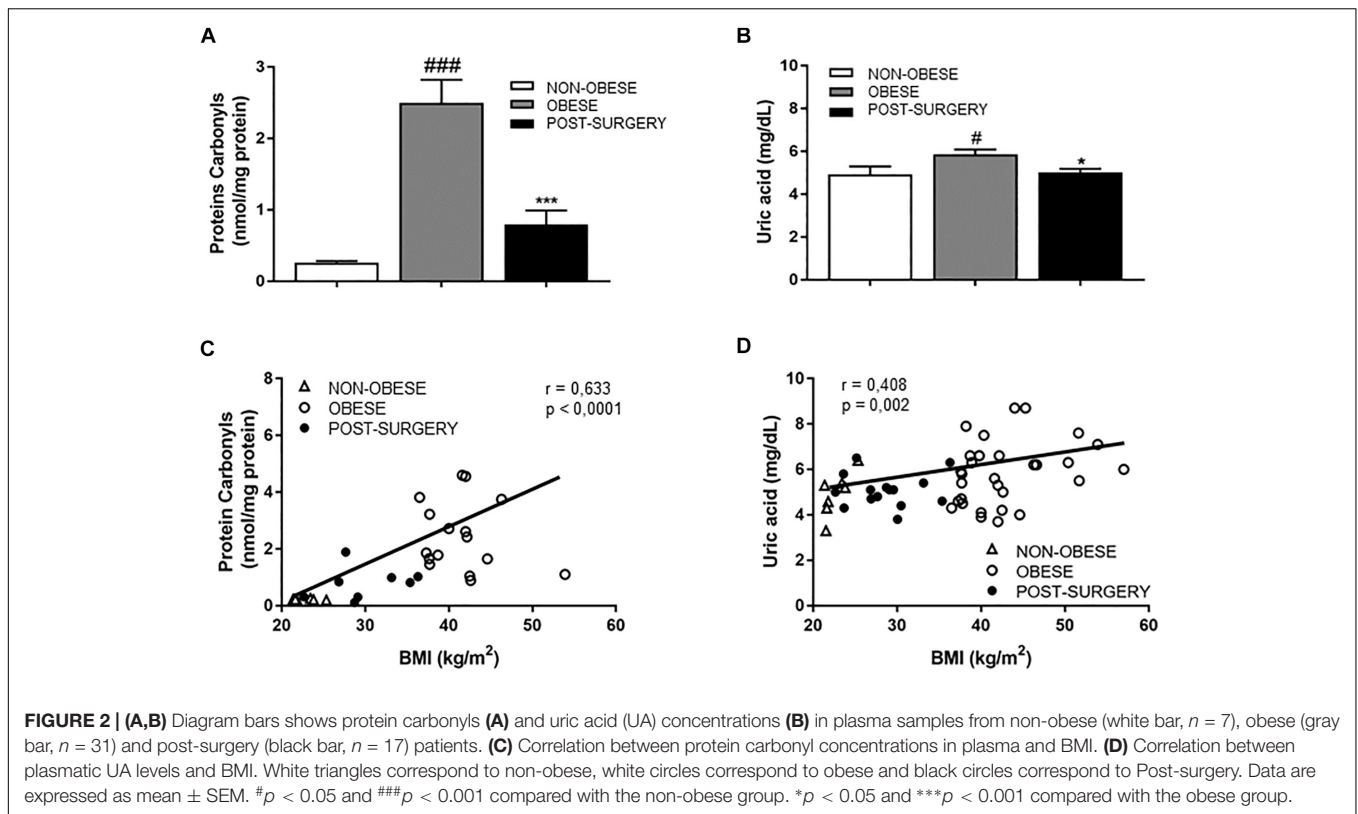 A
Proteins Carbonyls
(nmol/mg protein)
3
2
1
0
###
***
NON-OBESE
OBESE
POST-SURGERY
B
Uric acid (mg/dL)
10
8
6
4
2
0
NON-OBESE
OBESE
POST-SURGERY
#
*
C
Protein Carbonyls
(nmol/mg protein)
8
6
4
2
0
NON-OBESE
OBESE
POST-SURGERY
r = 0,633
p < 0,0001
20 30 40 50 60
BMI (kg/m²)
D
Uric acid (mg/dL)
10
8
6
4
2
0
r = 0,408
p = 0,002
NON-OBESE
OBESE
POST-SURGERY
20 30 40 50 60
BMI (kg/m²)
FIGURE 2 | (A,B) Diagram bars shows protein carbonyls (A) and uric acid (UA) concentrations (B) in plasma samples from non-obese (white bar, n = 7), obese (gray
bar, n = 31) and post-surgery (black bar, n = 17) patients. (C) Correlation between protein carbonyl concentrations in plasma and BMI. (D) Correlation between
plasmatic UA levels and BMI. White triangles correspond to non-obese, white circles correspond to obese and black circles correspond to Post-surgery. Data are
expressed as mean ± SEM. #p < 0.05 and ###p < 0.001 compared with the non-obese group. *p < 0.05 and ***p < 0.001 compared with the obese group.